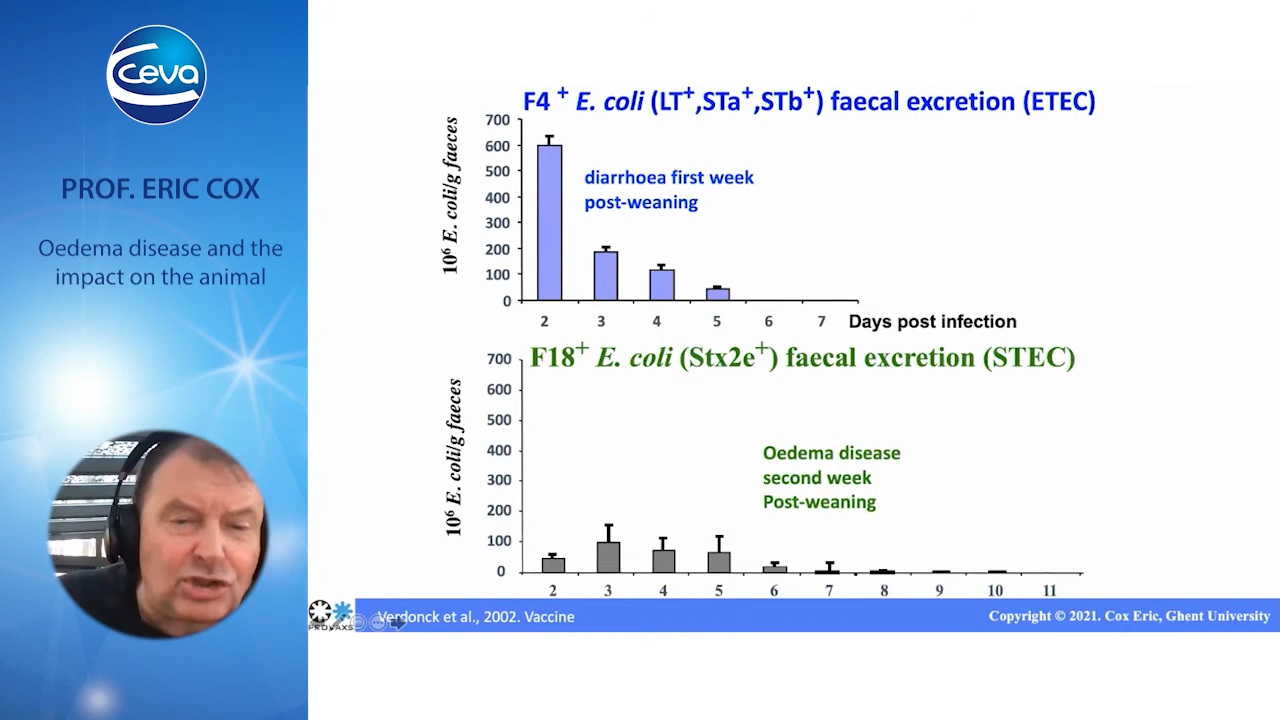 ceva
PROF. ERIC COX
Oedema disease and the
impact on the animal
F4 + E. coli (LT+,STa+,STb+) faecal excretion (ETEC)
10⁶ E. coli/g faeces
700
600
500
400
300
200
100
0
diarrhoea first week
post-weaning
2 3 4 5 6 7 Days post infection
F18+ E. coli (Stx2e+) faecal excretion (STEC)
10⁶ E. coli/g faeces
700
600
500
400
300
200
100
0
Oedema disease
second week
Post-weaning
2 3 4 5 6 7 8 9 10 11
PROVAXS
Verdonck et al., 2002. Vaccine
Copyright © 2021. Cox Eric, Ghent University